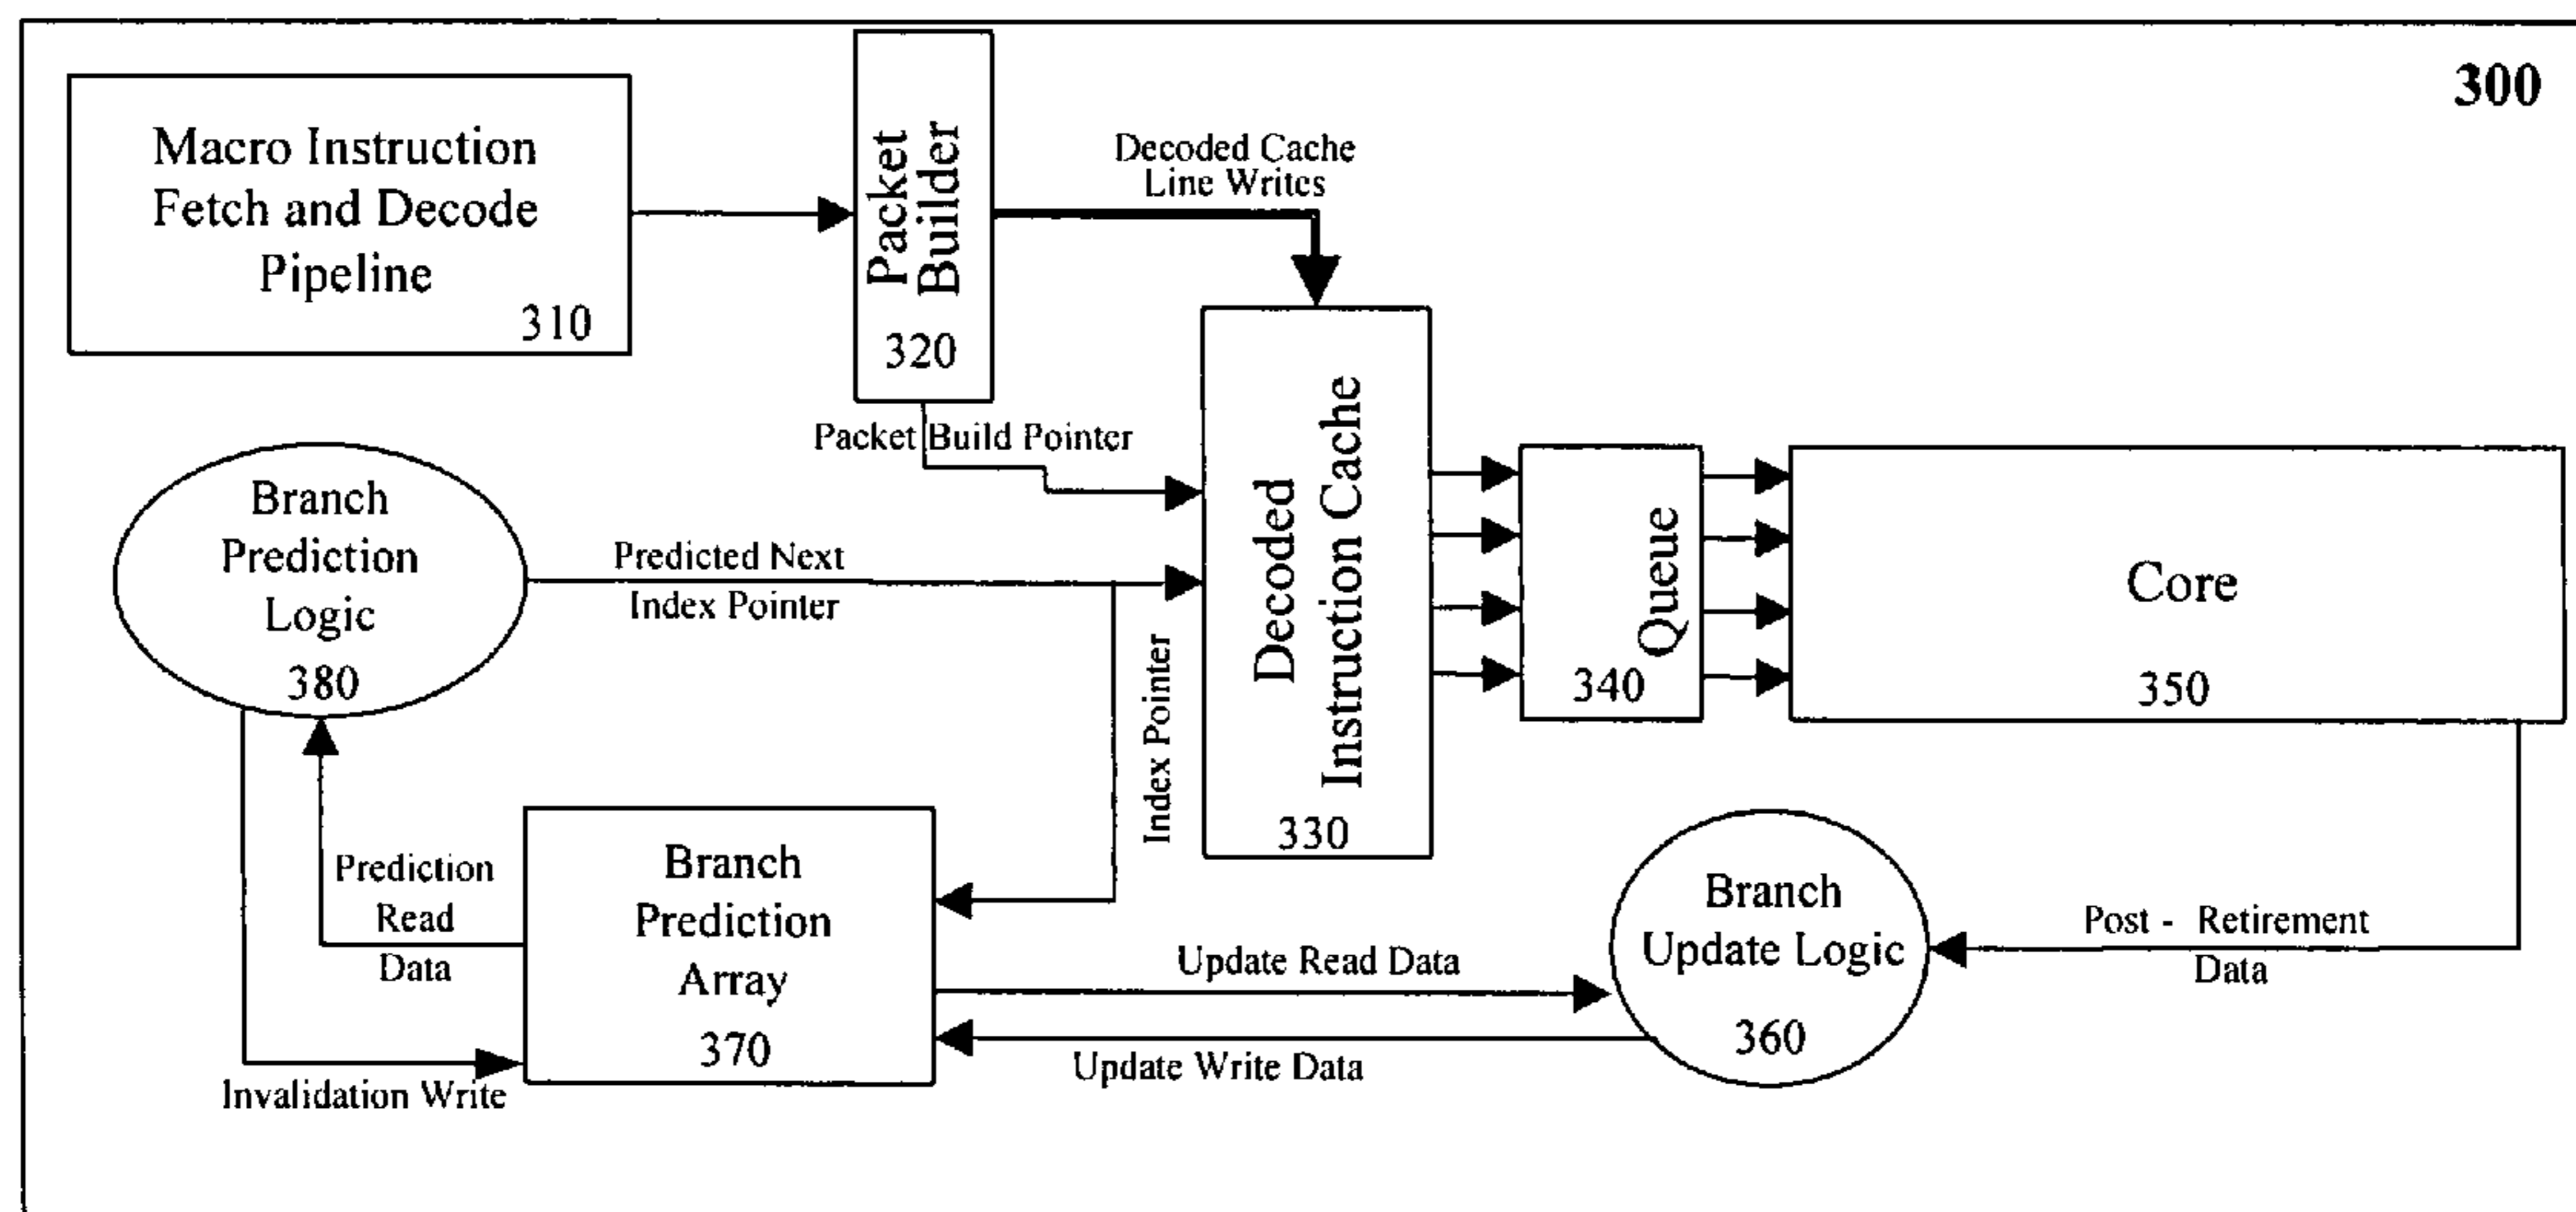 300
Macro Instruction
Fetch and Decode
Pipeline
310
Packet
Builder
320
Decoded Cache
Line Writes
Packet Build Pointer
Branch
Prediction
Logic
380
Predicted Next
Index Pointer
Index Pointer
Decoded
Instruction Cache
330
Queue
340
Core
350
Prediction
Read
Data
Invalidation Write
Branch
Prediction
Array
370
Update Read Data
Update Write Data
Branch
Update Logic
360
Post - Retirement
Data